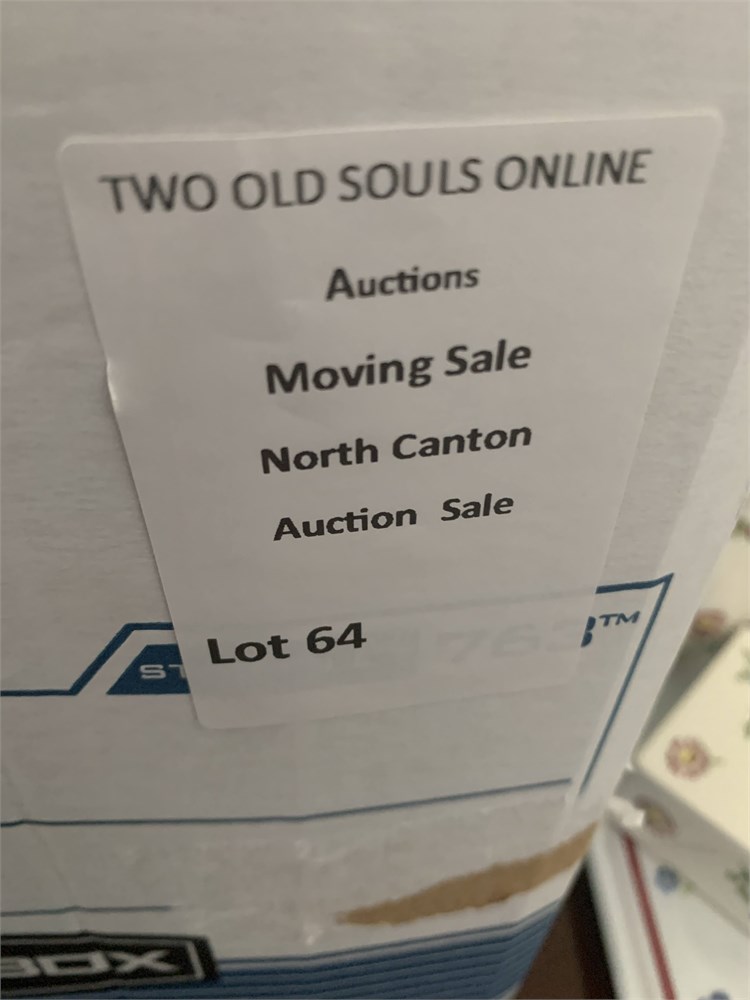 TWO OLD SOULS ONLINE
Auctions
Moving Sale
North Canton
Auction Sale
Lot 64